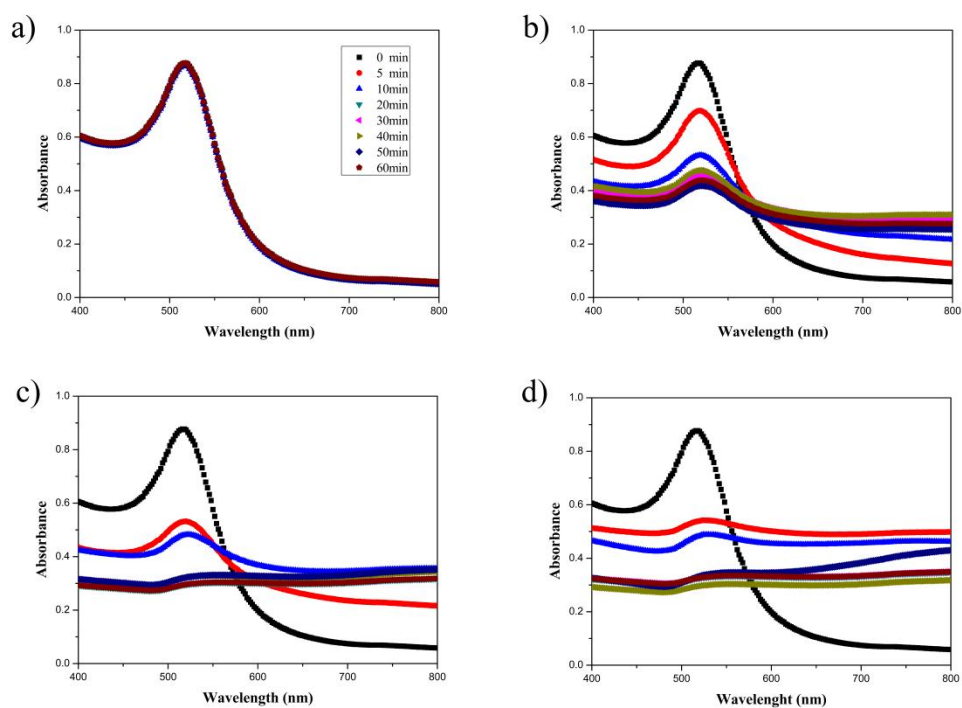 a)
1.0
0.8
0.6
0.4
0.2
0.0
Absorbance
0 min
5 min
10min
20min
30min
40min
50min
60min
400 500 600 700 800
Wavelength (nm)
b)
1.0
0.8
0.6
0.4
0.2
0.0
Absorbance
400 500 600 700 800
Wavelength (nm)
c)
1.0
0.8
0.6
0.4
0.2
0.0
Absorbance
400 500 600 700 800
Wavelength (nm)
d)
1.0
0.8
0.6
0.4
0.2
0.0
Absorbance
400 500 600 700 800
Wavelenght (nm)